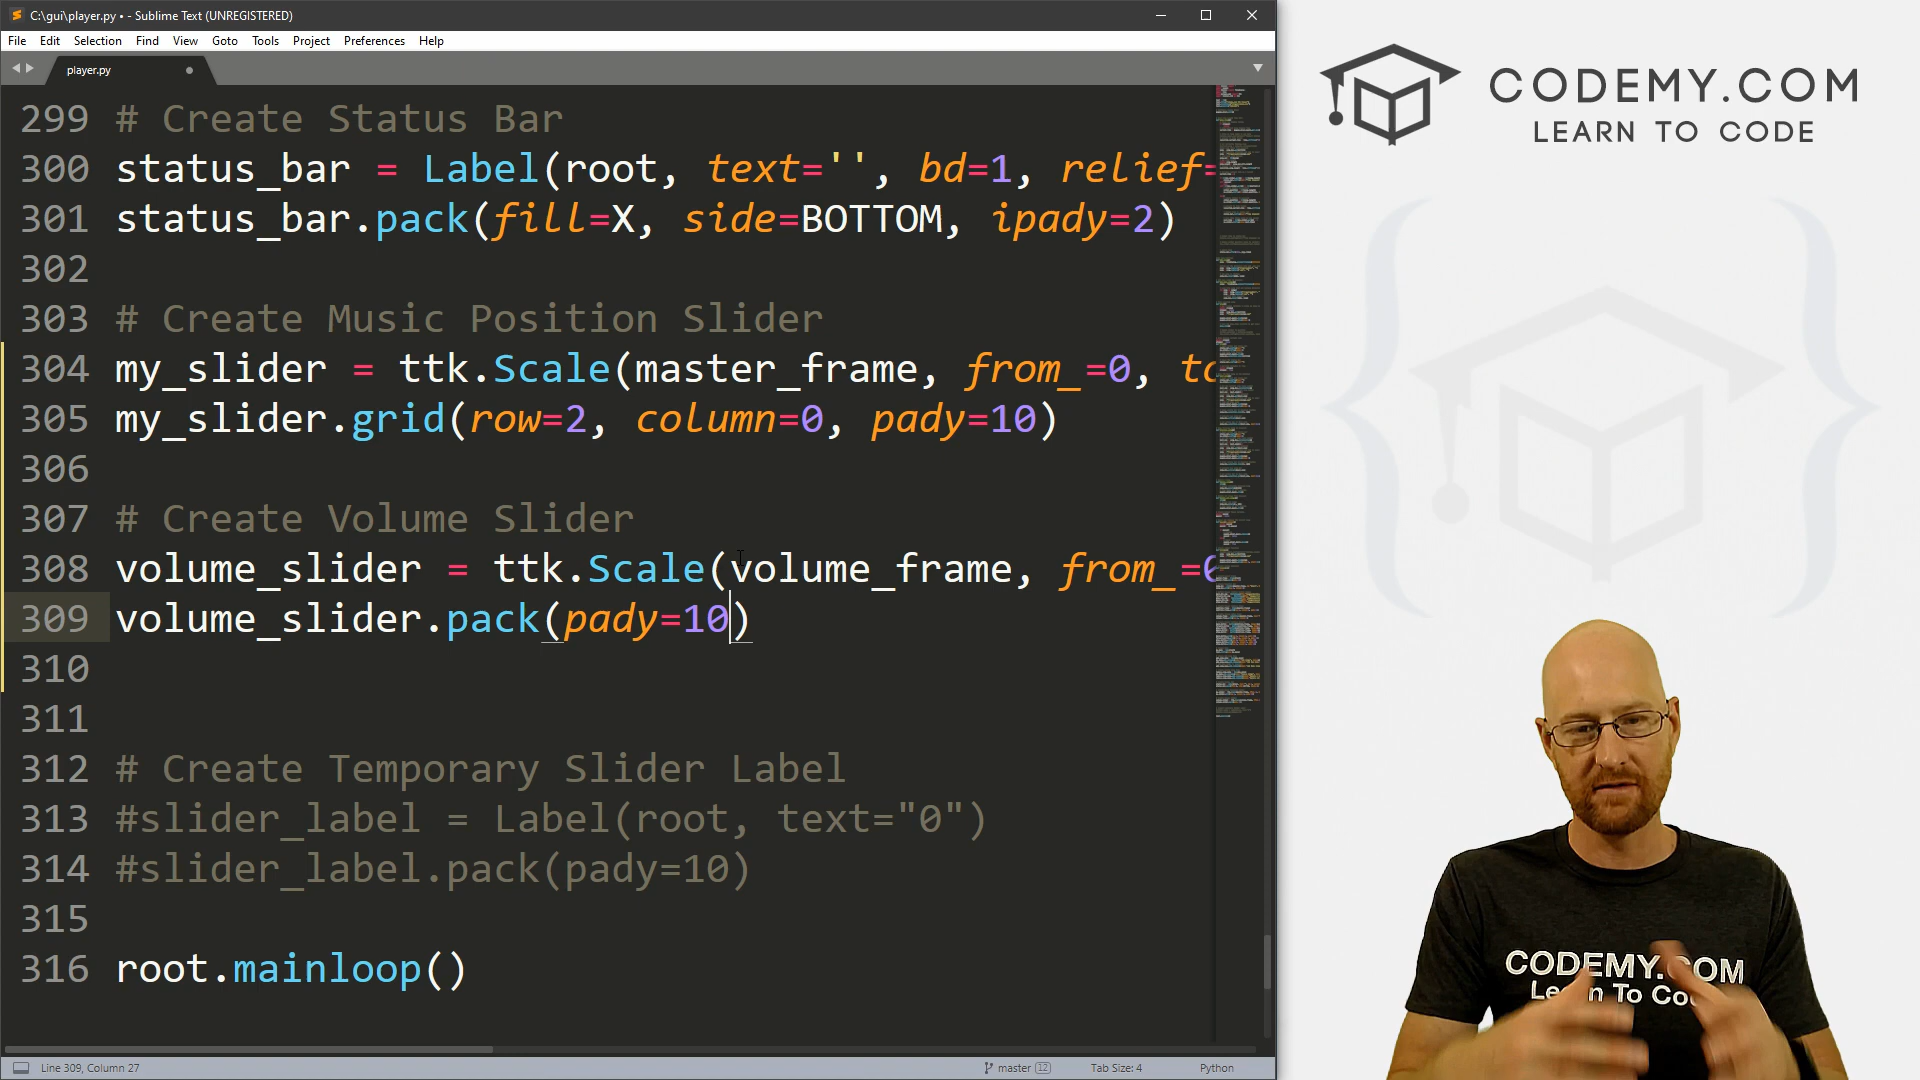 C:\gui\player.py • - Sublime Text (UNREGISTERED)
File Edit Selection Find View Goto Tools Project Preferences Help
player.py
299 # Create Status Bar
300 status_bar = Label(root, text='', bd=1, relief=
301 status_bar.pack(fill=X, side=BOTTOM, ipady=2)
302
303 # Create Music Position Slider
304 my_slider = ttk.Scale(master_frame, from_=0, to
305 my_slider.grid(row=2, column=0, pady=10)
306
307 # Create Volume Slider
308 volume_slider = ttk.Scale(volume_frame, from_=0
309 volume_slider.pack(pady=10)
310
311
312 # Create Temporary Slider Label
313 #slider_label = Label(root, text="0")
314 #slider_label.pack(pady=10)
315
316 root.mainloop()
Line 309, Column 27
master 12
Tab Size: 4
Python
CODEMY.COM
LEARN TO CODE
CODEMY.COM
Learn To Code